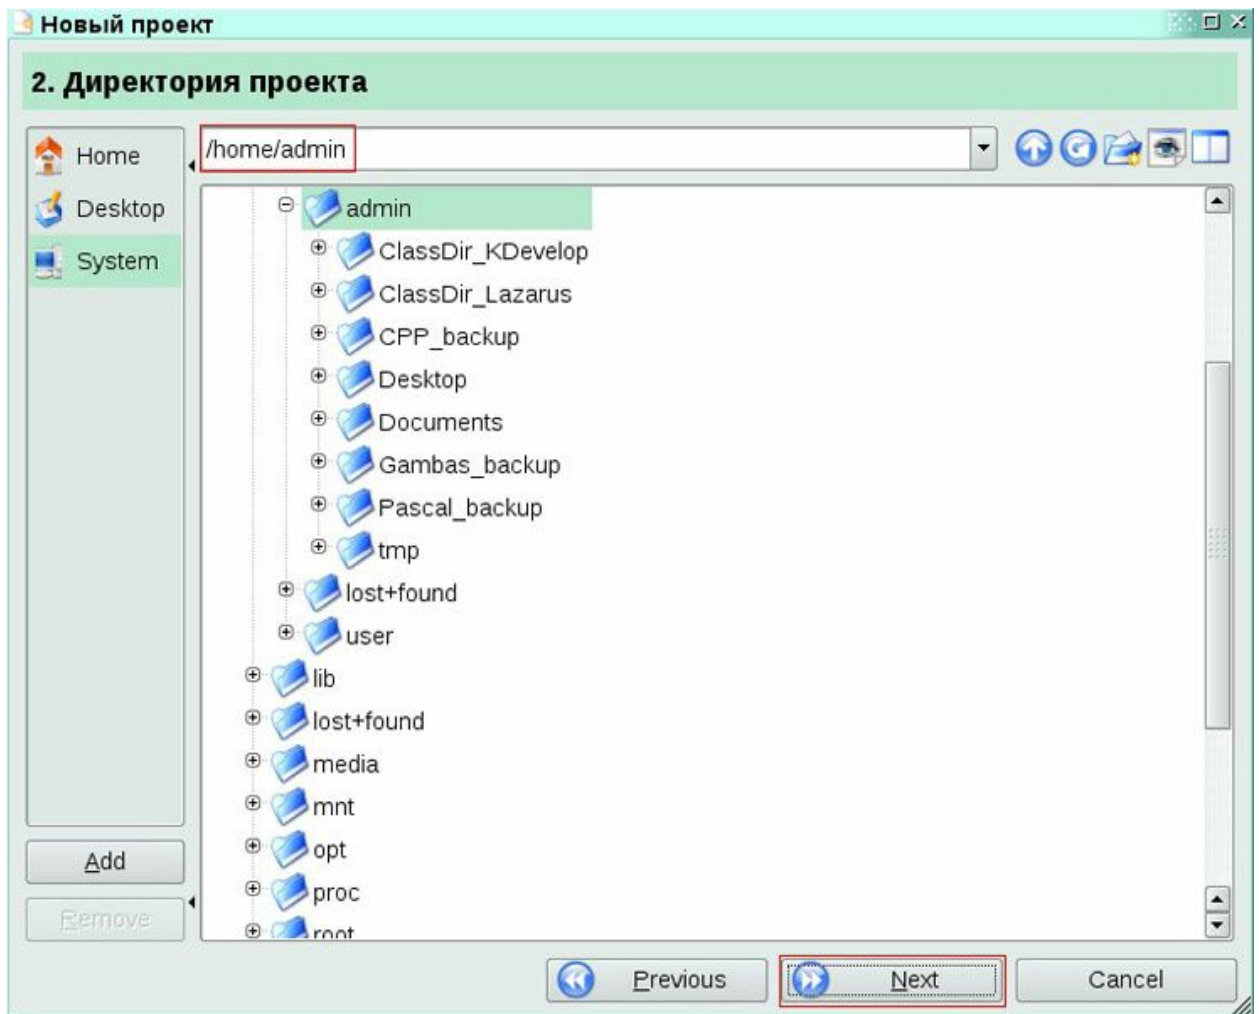 Новый проект
2. Директория проекта
Home
Desktop
System
/home/admin
admin
ClassDir_KDevelop
ClassDir_Lazarus
CPP_backup
Desktop
Documents
Gambas_backup
Pascal_backup
tmp
lost+found
user
lib
lost+found
media
mnt
opt
proc
root
Add
Remove
Previous
Next
Cancel